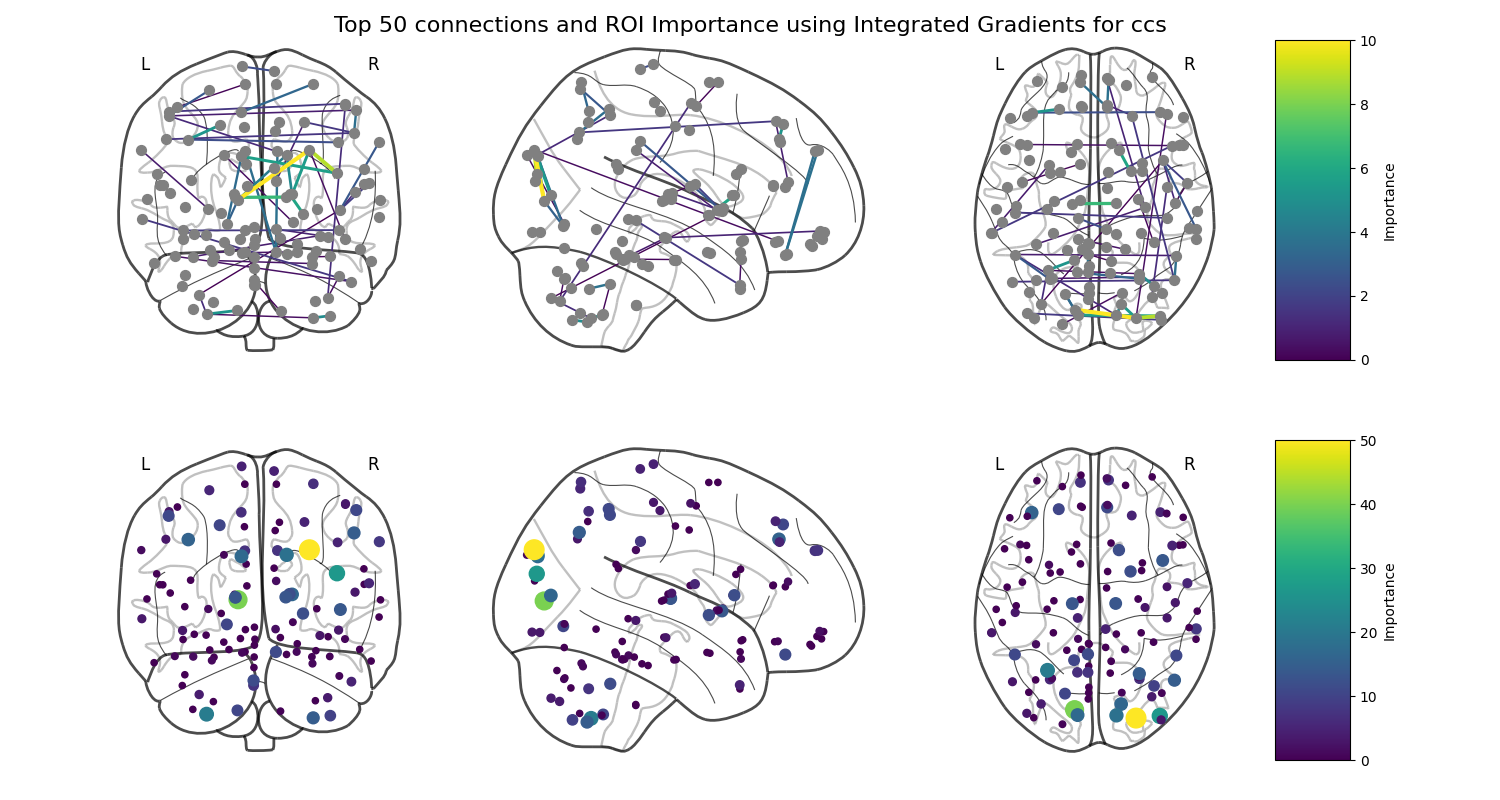 Top 50 connections and ROI Importance using Integrated Gradients for ccs
L
R
L
R
10
8
6
4
2
0
Importance
L
R
L
R
50
40
30
20
10
0
Importance